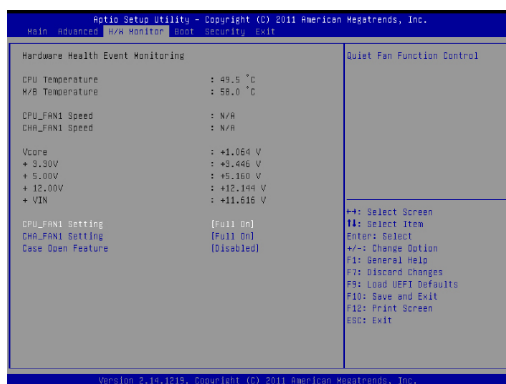 Aptio Setup Utility – Copyright (C) 2011 American Megatrends, Inc.
Main Advanced H/W Monitor Boot Security Exit
Hardware Health Event Monitoring
Quiet Fan Function Control
CPU Temperature : 49.5 °C
M/B Temperature : 58.0 °C
CPU_FAN1 Speed : N/A
CHA_FAN1 Speed : N/A
Vcore : +1.064 V
+ 3.30V : +3.446 V
+ 5.00V : +5.160 V
+ 12.00V : +12.144 V
+ VIN : +11.616 V
CPU_FAN1 Setting [Full On]
CHA_FAN1 Setting [Full On]
Case Open Feature [Disabled]
←→: Select Screen
↑↓: Select Item
Enter: Select
+/-: Change Option
F1: General Help
F7: Discard Changes
F9: Load UEFI Defaults
F10: Save and Exit
F12: Print Screen
ESC: Exit
Version 2.14.1219. Copyright (C) 2011 American Megatrends, Inc.